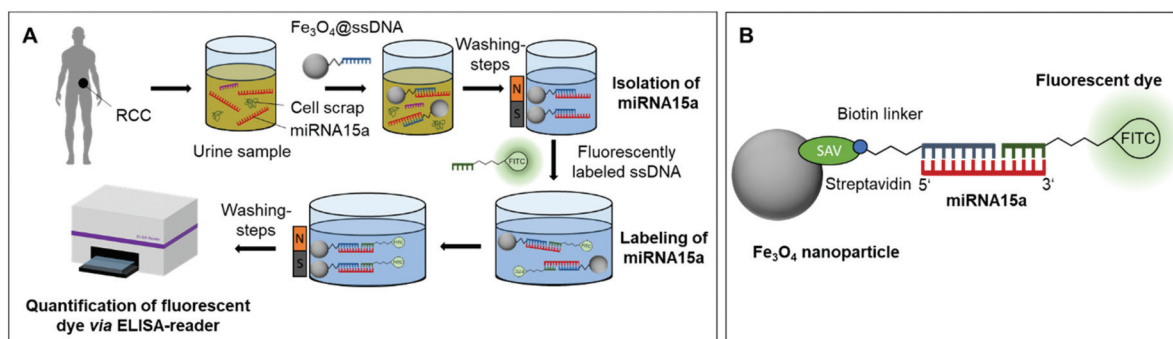 A
RCC
Urine sample
Fe₃O₄@ssDNA
Cell scrap
miRNA15a
Washing-
steps
N
S
Isolation of
miRNA15a
FITC
Fluorescently
labeled ssDNA
Labeling of
miRNA15a
Washing-
steps
N
S
Quantification of fluorescent
dye via ELISA-reader
B
Fluorescent dye
Biotin linker
FITC
SAV
Streptavidin
5‘
3‘
miRNA15a
Fe₃O₄ nanoparticle